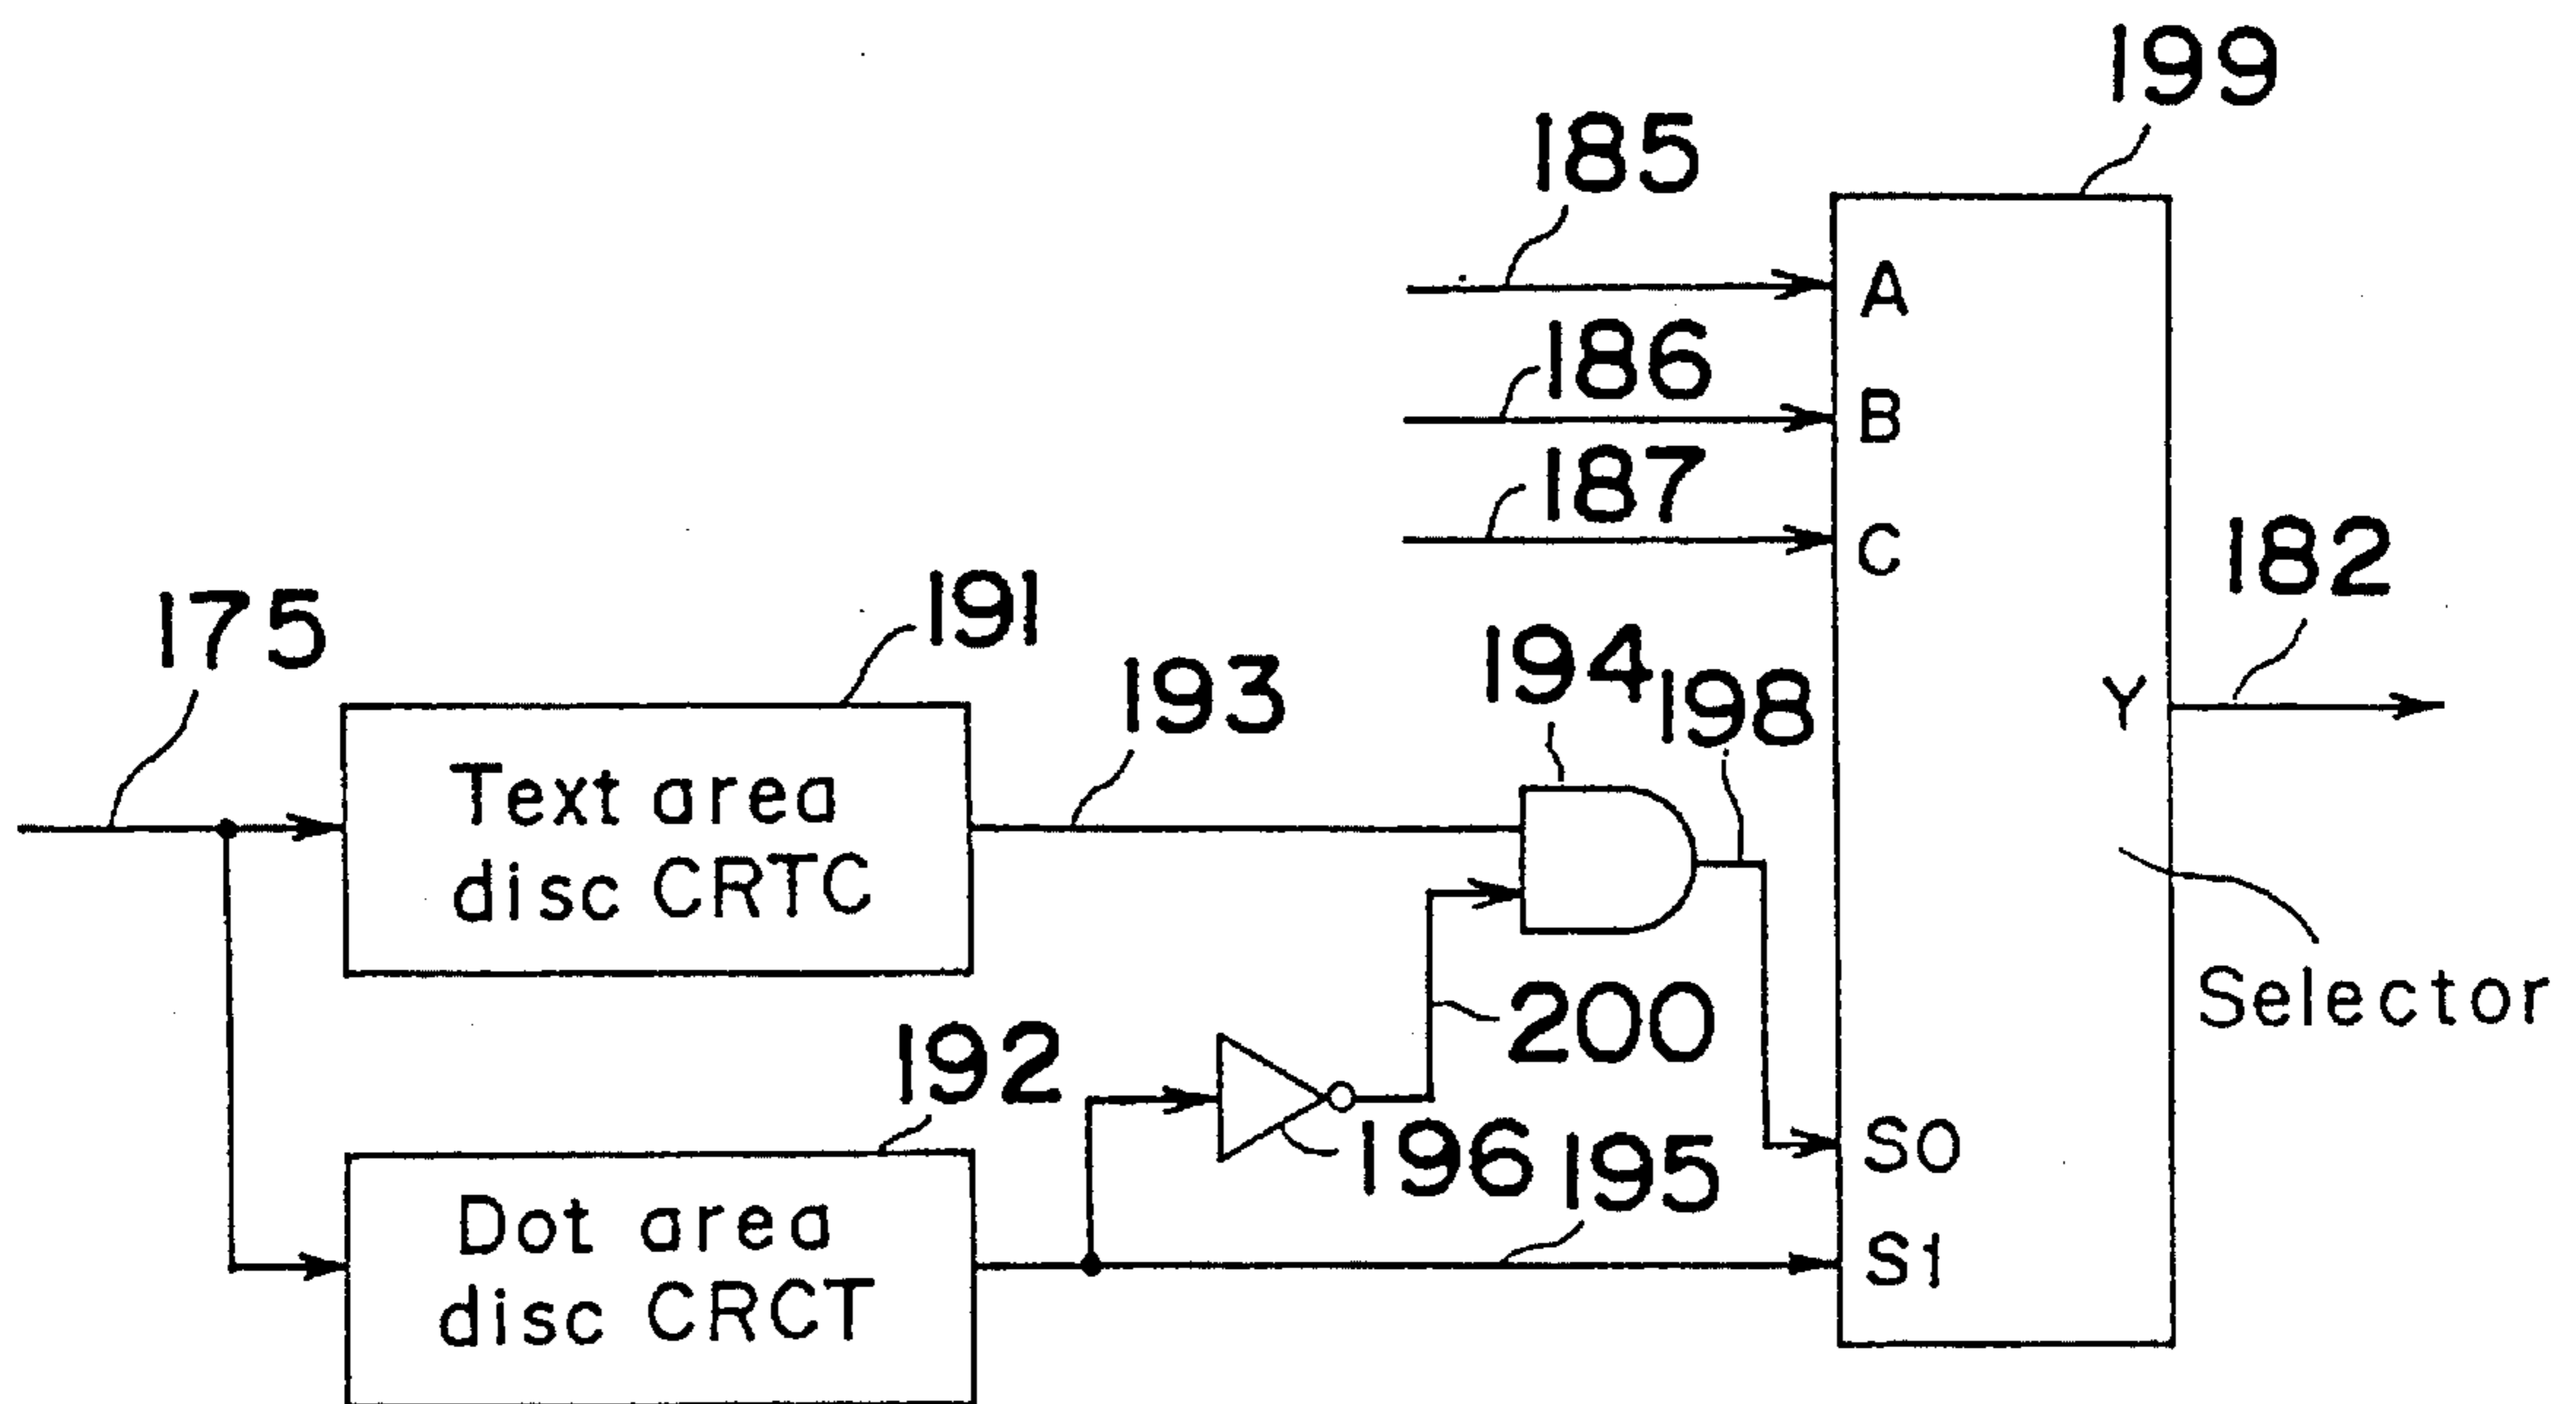 199
185
A
186
B
187
C
182
Y
175
191
193
194
198
Text area
disc CRTC
200
Selector
192
196
195
S0
S1
Dot area
disc CRCT